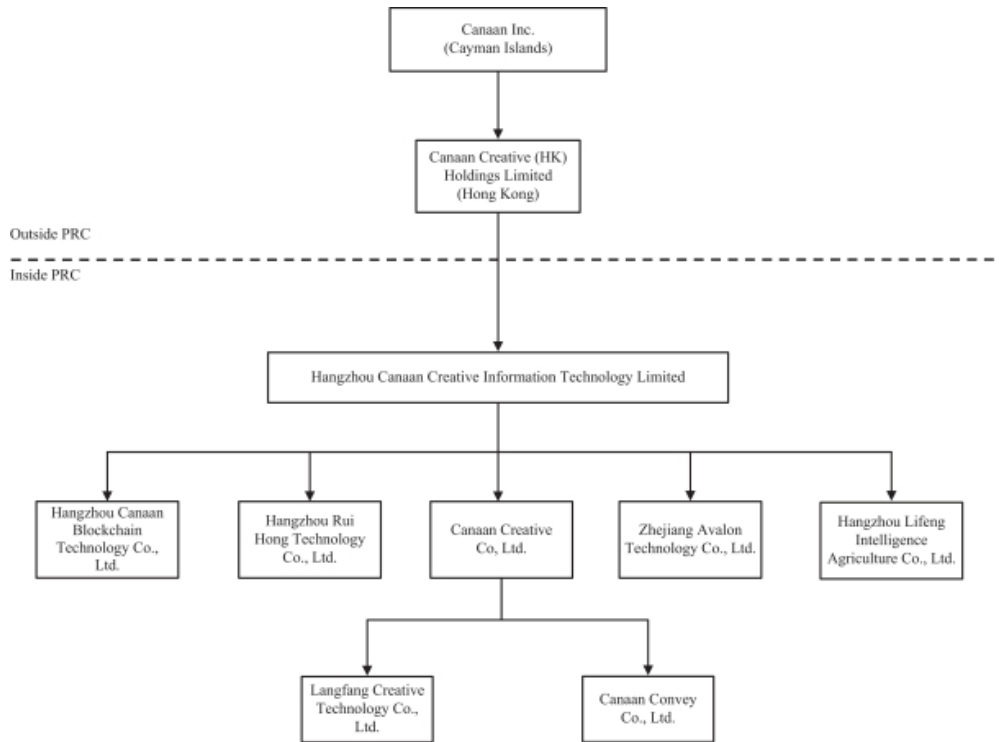 Canaan Inc.
(Cayman Islands)
Canaan Creative (HK)
Holdings Limited
(Hong Kong)
Outside PRC
Inside PRC
Hangzhou Canaan Creative Information Technology Limited
Hangzhou Canaan
Blockchain
Technology Co.,
Ltd.
Hangzhou Rui
Hong Technology
Co., Ltd.
Canaan Creative
Co, Ltd.
Zhejiang Avalon
Technology Co., Ltd.
Hangzhou Lifeng
Intelligence
Agriculture Co., Ltd.
Langfang Creative
Technology Co.,
Ltd.
Canaan Convey
Co., Ltd.